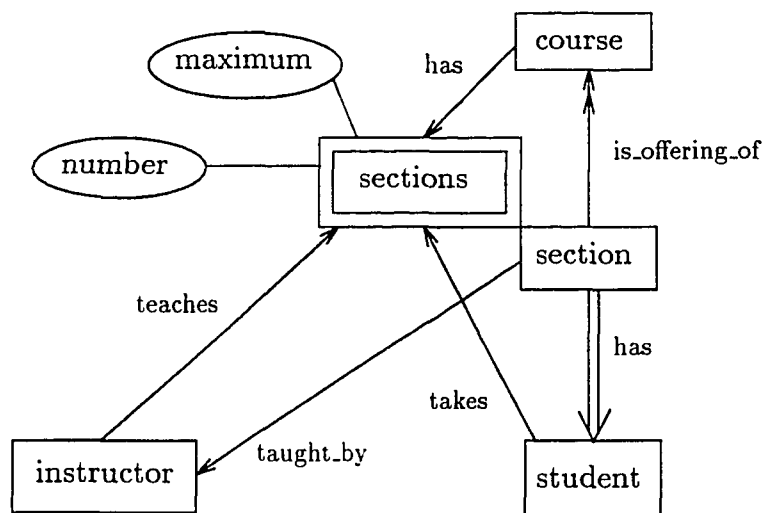 course
maximum
has
number
sections
is_offering_of
section
teaches
has
takes
taught_by
instructor
student